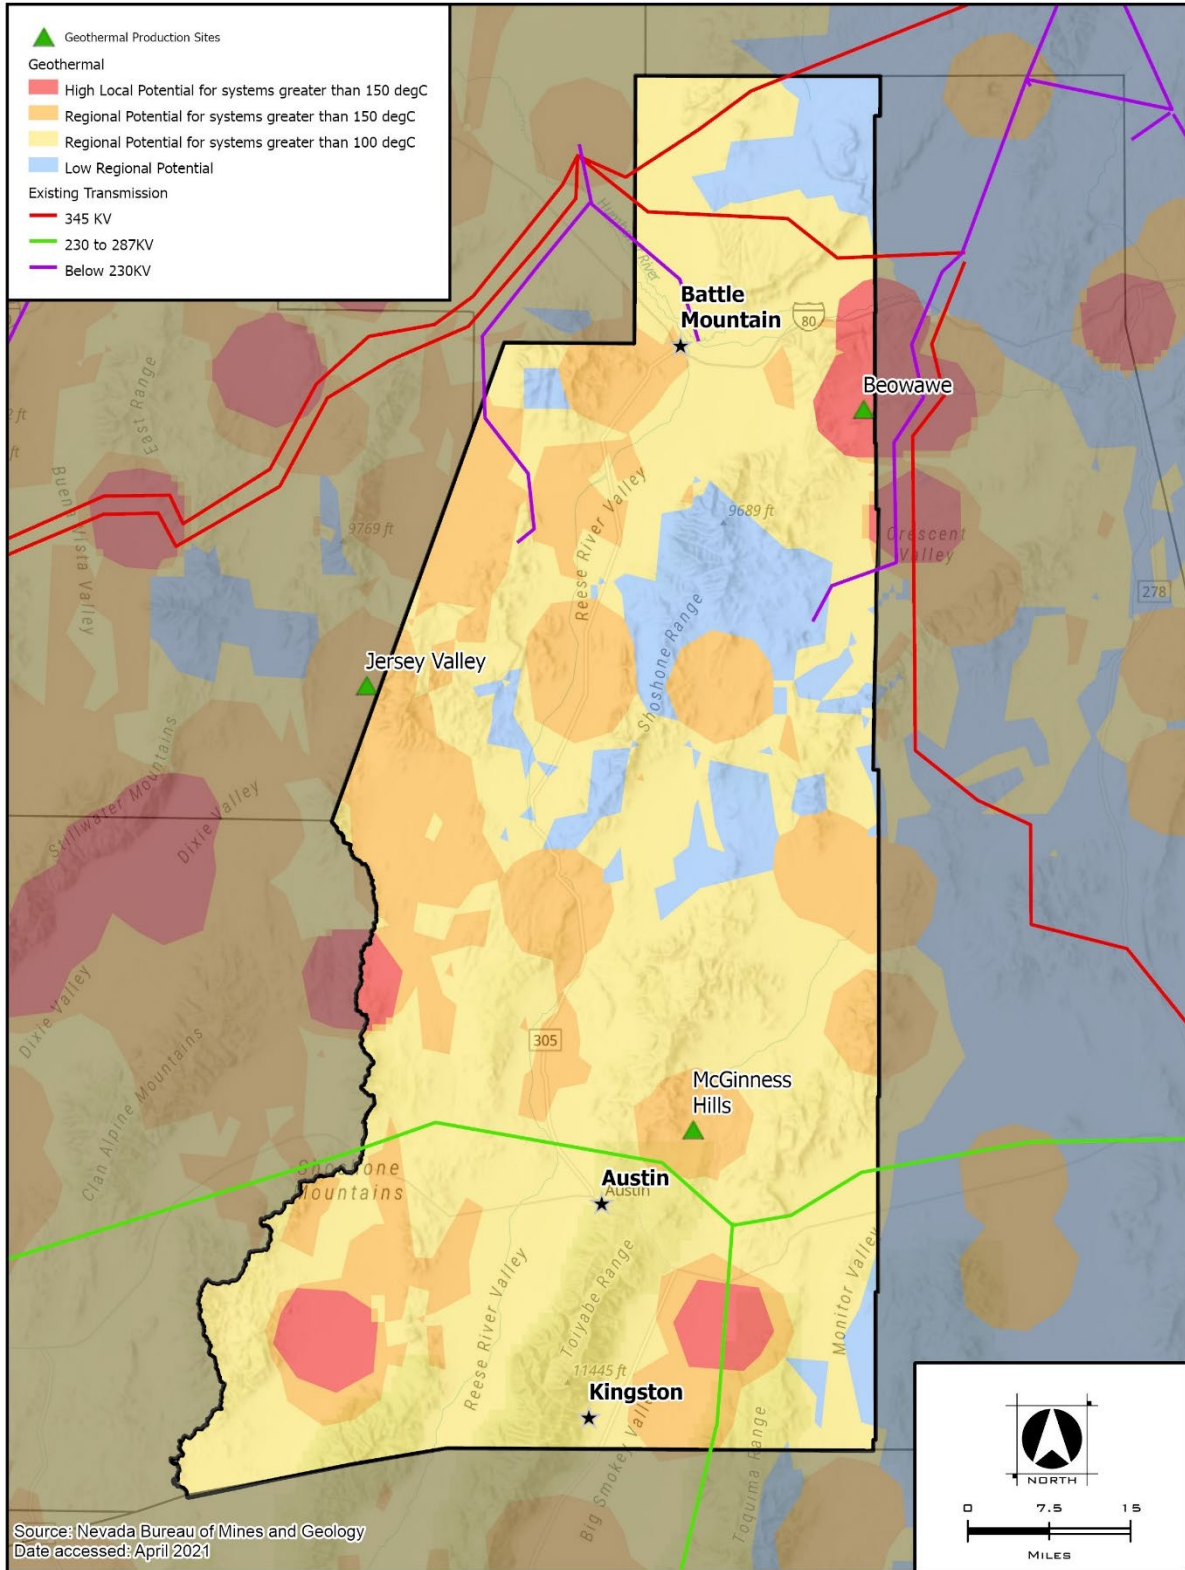 Geothermal Production Sites
Geothermal
High Local Potential for systems greater than 150 degC
Regional Potential for systems greater than 150 degC
Regional Potential for systems greater than 100 degC
Low Regional Potential
Existing Transmission
345 KV
230 to 287KV
Below 230KV
River
Battle
Mountain
80
Beowawe
East Range
Buena Vista Valley
9769 ft
Reese River Valley
9689 ft
Crescent
Valley
278
Shoshone Range
Jersey Valley
Stillwater Mountains
Dixie Valley
Dixie Valley
Clan Alpine Mountains
305
McGinness
Hills
Shoshone
Mountains
Austin
Austin
Reese River Valley
Toiyabe Range
Monitor Valley
11445 ft
Kingston
Big Smokey Valley
Toquima Range
NORTH
0 7.5 15
MILES
Source: Nevada Bureau of Mines and Geology
Date accessed: April 2021